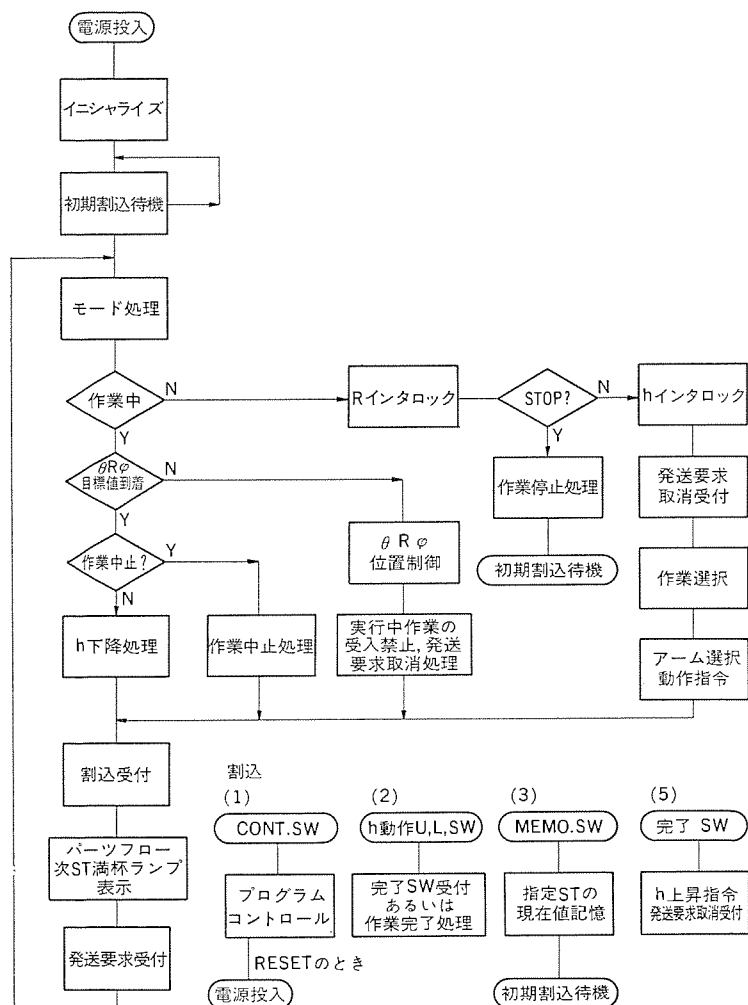 電源投入
イニシャライズ
初期割込待機
モード処理
作業中
N
Y
Rインタロック
STOP?
N
Y
hインタロック
θRφ
目標値到着
N
Y
作業停止処理
発送要求
取消受付
作業中止?
Y
N
θ R φ
位置制御
初期割込待機
作業選択
h下降処理
作業中止処理
実行中作業の
受入禁止,発送
要求取消処理
アーム選択
動作指令
割込受付
パーツフロー
次ST満杯ランプ
表示
発送要求受付
割込
(1)
CONT.SW
プログラム
コントロール
RESETのとき
電源投入
(2)
h動作U,L,SW
完了SW受付
あるいは
作業完了処理
(3)
MEMO.SW
指定STの
現在値記憶
初期割込待機
(5)
完了 SW
h上昇指令
発送要求取消受付